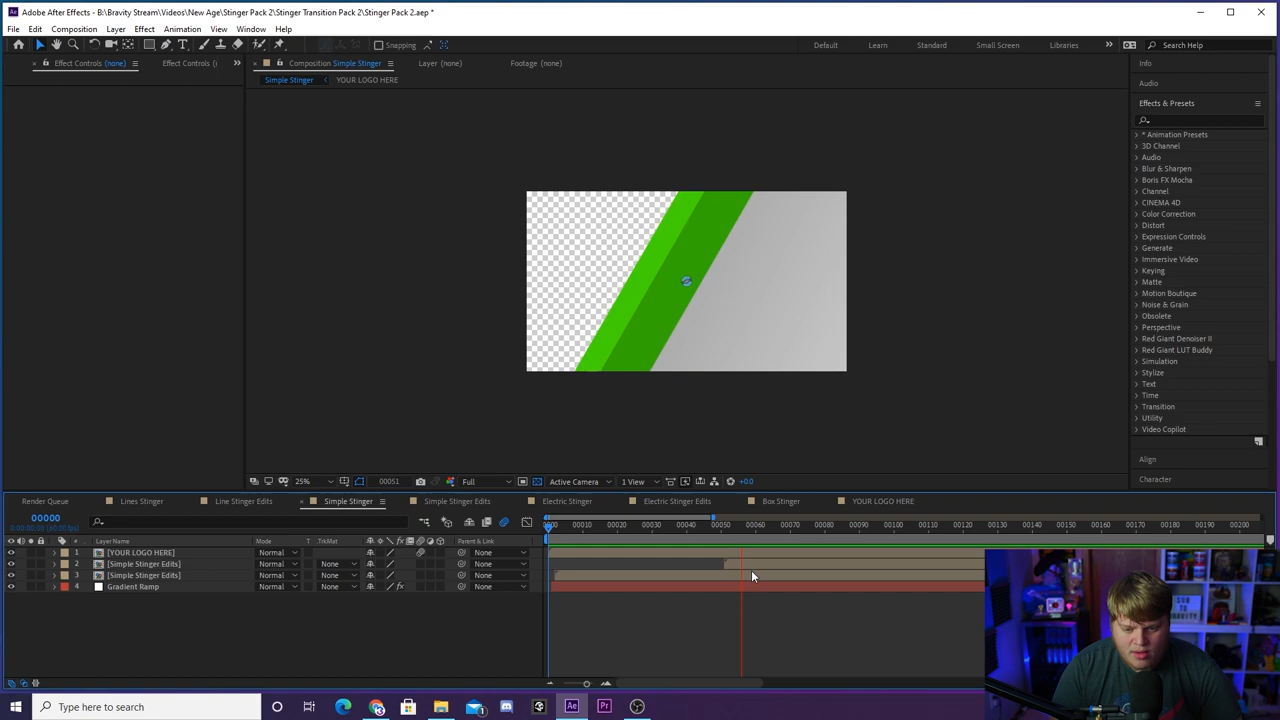 Adobe After Effects - B:\Bravity Stream\Videos\New Age\Stinger Pack 2\Stinger Transition Pack 2\Stinger Pack 2.aep *
File Edit Composition Layer Effect Animation View Window Help
Snapping Default Learn Standard Small Screen Libraries Search Help
Effect Controls (none) Effect Controls (
Composition Simple Stinger Layer (none) Footage (none)
Simple Stinger YOUR LOGO HERE
Info
Audio
Effects & Presets
* Animation Presets
3D Channel
Audio
Blur & Sharpen
Boris FX Mocha
Channel
CINEMA 4D
Color Correction
Distort
Expression Controls
Generate
Immersive Video
Keying
Matte
Motion Boutique
Noise & Grain
Obsolete
Perspective
Red Giant Denoiser II
Red Giant LUT Buddy
Simulation
Stylize
Text
Time
Transition
Utility
Video Copilot
Align
Character
25% 00051 Full Active Camera 1 View +0.0
Render Queue Lines Stinger Line Stinger Edits Simple Stinger Simple Stinger Edits Electric Stinger Electric Stinger Edits Box Stinger YOUR LOGO HERE
00000
0:00:00:00 (60.00 fps)
0000 00010 00020 00030 00040 00050 00060 00070 00080 00090 00100 00110 00120 00130 00140 00150 00160 00170 00180 00190 00200
# Layer Name Mode T .TrkMat Parent & Link
1 [YOUR LOGO HERE] Normal None
2 [Simple Stinger Edits] Normal None None
3 [Simple Stinger Edits] Normal None None
4 Gradient Ramp Normal None None
SUB TO BRAVITY
Type here to search
Ae Pr